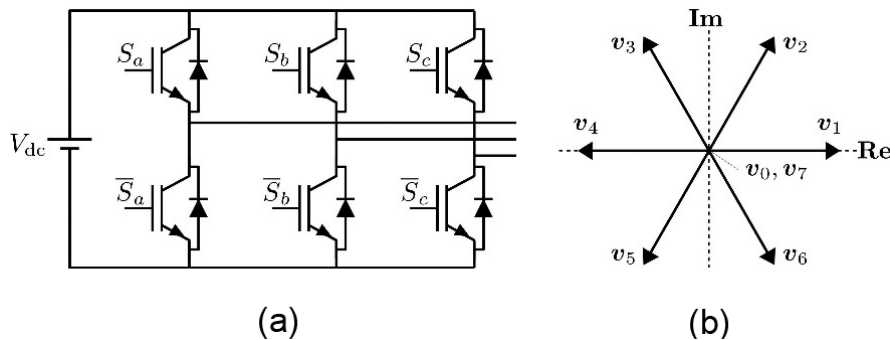 S_a S_b S_c
V_dc
S̅_a S̅_b S̅_c
(a)
Im
v_3 v_2
v_4 v_1
Re
v_0, v_7
v_5 v_6
(b)